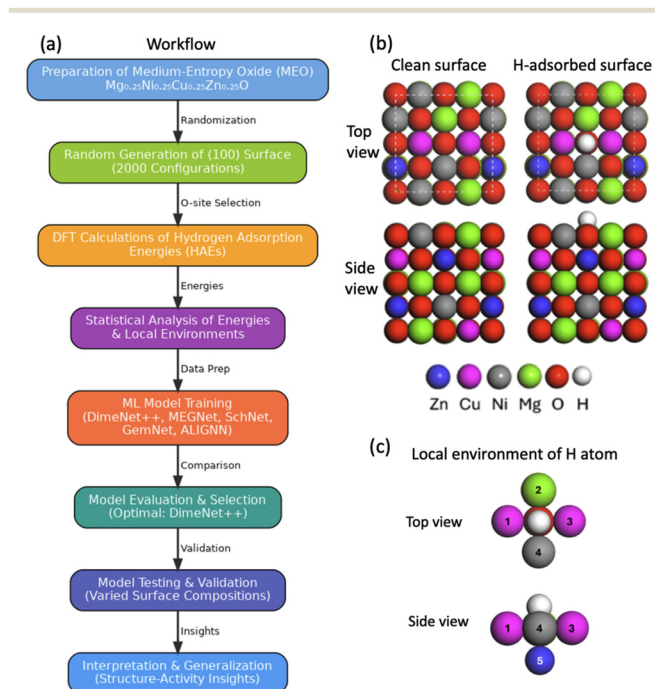 (a)
Workflow
Preparation of Medium-Entropy Oxide (MEO)
Mg₀.₂₅Ni₀.₂₅Cu₀.₂₅Zn₀.₂₅O
Randomization
Random Generation of (100) Surface
(2000 Configurations)
O-site Selection
DFT Calculations of Hydrogen Adsorption
Energies (HAEs)
Energies
Statistical Analysis of Energies
& Local Environments
Data Prep
ML Model Training
(DimeNet++, MEGNet, SchNet,
GemNet, ALIGNN)
Comparison
Model Evaluation & Selection
(Optimal: DimeNet++)
Validation
Model Testing & Validation
(Varied Surface Compositions)
Insights
Interpretation & Generalization
(Structure-Activity Insights)
(b)
Clean surface
H-adsorbed surface
Top
view
Side
view
Zn Cu Ni Mg O H
(c)
Local environment of H atom
Top view
2
1 3
4
Side view
1 4 3
5